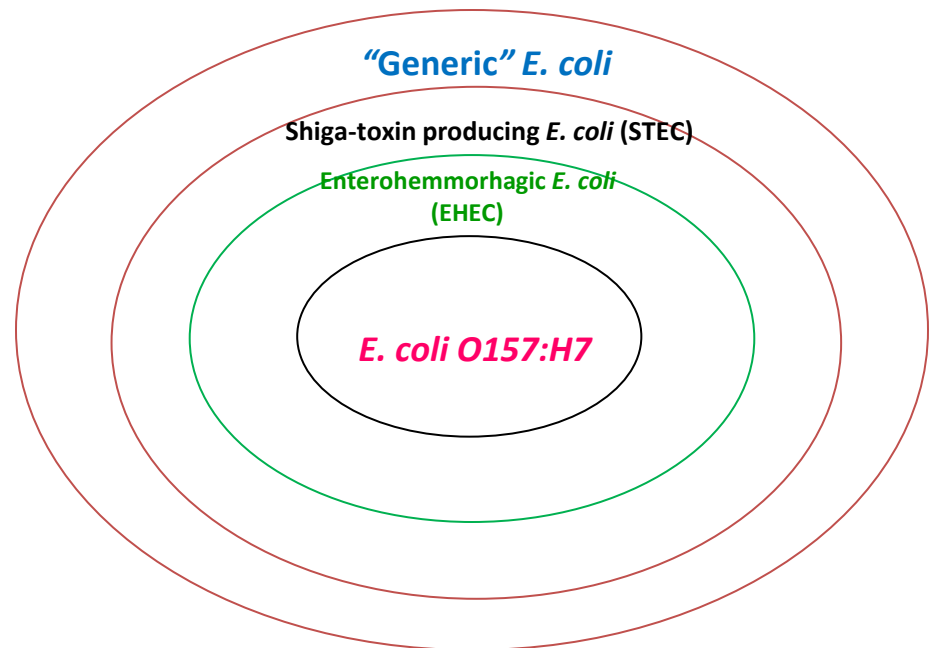 “Generic” E. coli
Shiga-toxin producing E. coli (STEC)
Enterohemmorhagic E. coli
(EHEC)
E. coli O157:H7